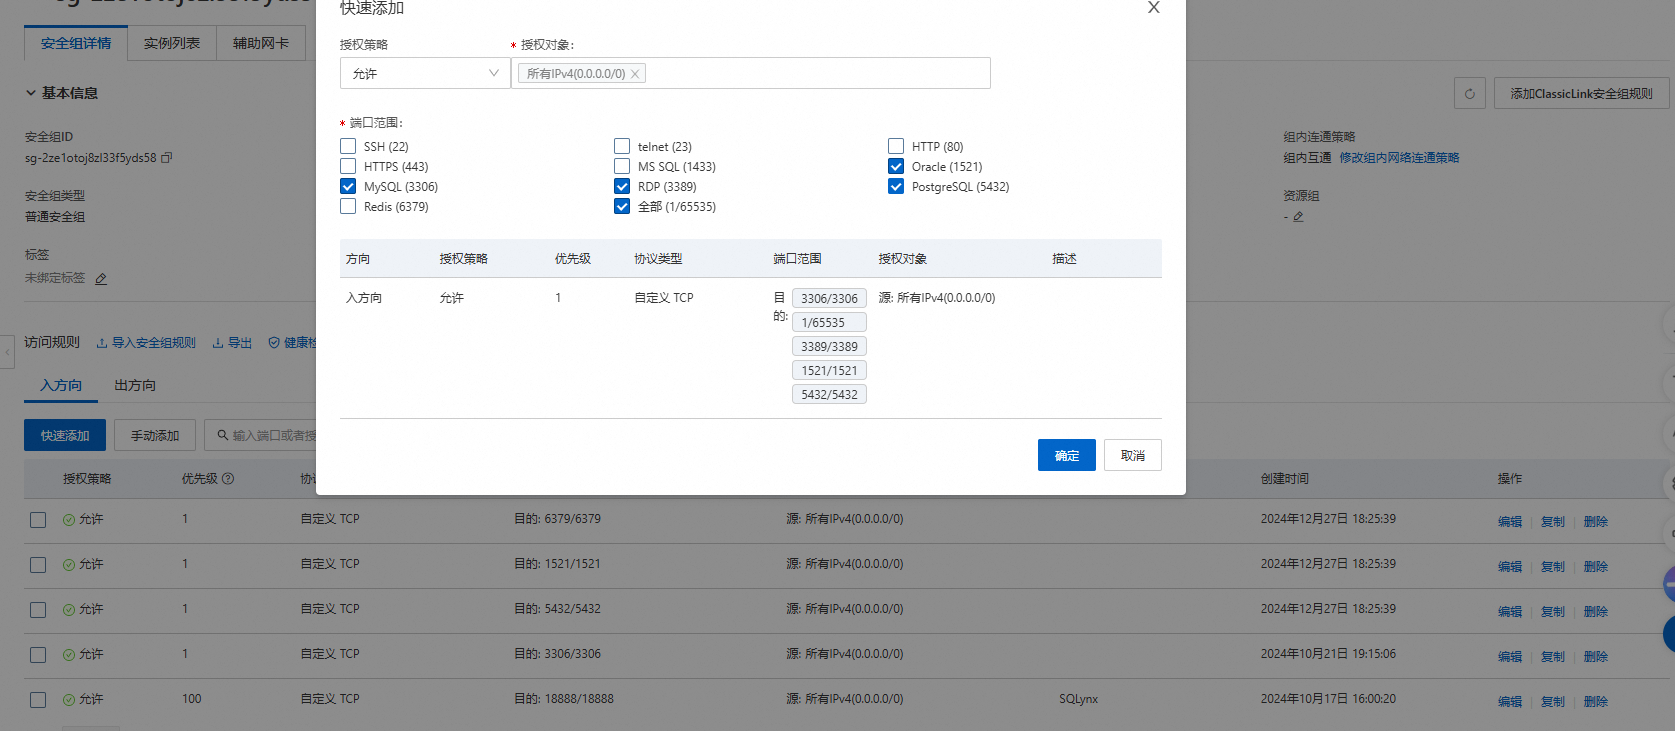 快速添加
安全组详情 实例列表 辅助网卡
授权策略 * 授权对象:
允许 所有IPv4(0.0.0.0/0)
基本信息
添加ClassicLink安全组规则
* 端口范围:
安全组ID
sg-2ze1otoj8zl33f5yds58
组内连通策略
组内互通 修改组内网络连通策略
SSH (22) telnet (23) HTTP (80)
HTTPS (443) MS SQL (1433) Oracle (1521)
MySQL (3306) RDP (3389) PostgreSQL (5432)
Redis (6379) 全部 (1/65535)
安全组类型
普通安全组
资源组
-
标签
未绑定标签
方向 授权策略 优先级 协议类型 端口范围 授权对象 描述
入方向 允许 1 自定义 TCP 目的: 3306/3306 源: 所有IPv4(0.0.0.0/0)
1/65535
3389/3389
1521/1521
5432/5432
访问规则 导入安全组规则 导出 健康
入方向 出方向
快速添加 手动添加 输入端口或者
确定 取消
授权策略 优先级 创建时间 操作
允许 1 自定义 TCP 目的: 6379/6379 源: 所有IPv4(0.0.0.0/0) 2024年12月27日 18:25:39 编辑 复制 删除
允许 1 自定义 TCP 目的: 1521/1521 源: 所有IPv4(0.0.0.0/0) 2024年12月27日 18:25:39 编辑 复制 删除
允许 1 自定义 TCP 目的: 5432/5432 源: 所有IPv4(0.0.0.0/0) 2024年12月27日 18:25:39 编辑 复制 删除
允许 1 自定义 TCP 目的: 3306/3306 源: 所有IPv4(0.0.0.0/0) 2024年10月21日 19:15:06 编辑 复制 删除
允许 100 自定义 TCP 目的: 18888/18888 源: 所有IPv4(0.0.0.0/0) SQLynx 2024年10月17日 16:00:20 编辑 复制 删除